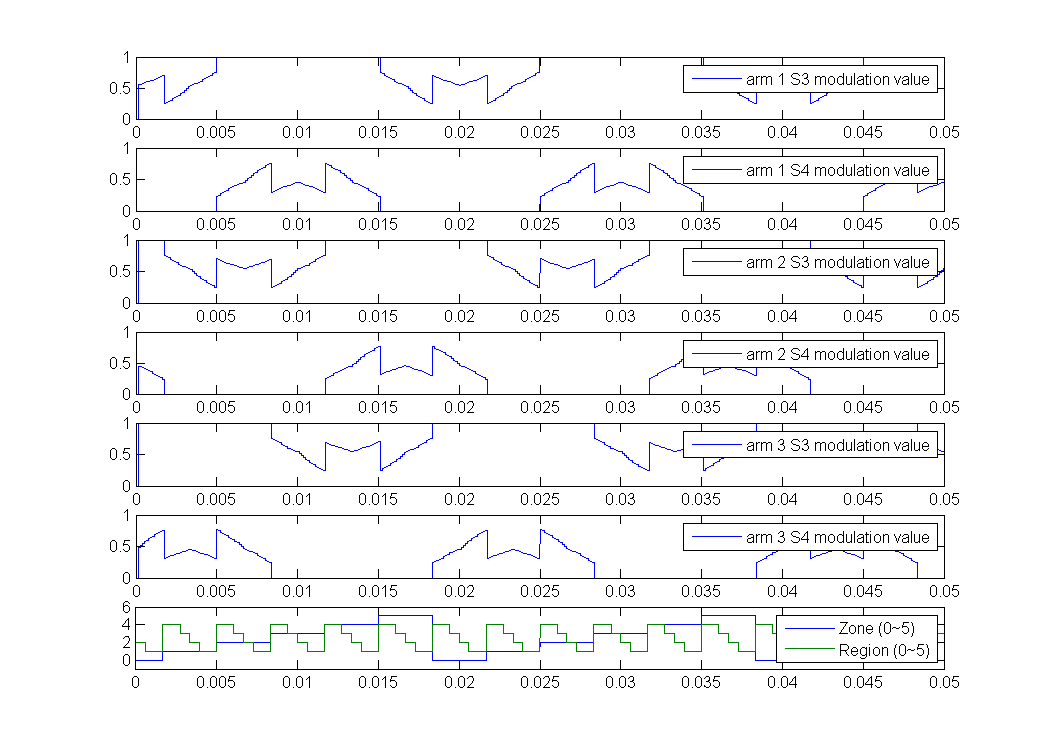 1
arm 1 S3 modulation value
0.5
0
0 0.005 0.01 0.015 0.02 0.025 0.03 0.035 0.04 0.045 0.05
1
arm 1 S4 modulation value
0.5
0
0 0.005 0.01 0.015 0.02 0.025 0.03 0.035 0.04 0.045 0.05
1
arm 2 S3 modulation value
0.5
0
0 0.005 0.01 0.015 0.02 0.025 0.03 0.035 0.04 0.045 0.05
1
arm 2 S4 modulation value
0.5
0
0 0.005 0.01 0.015 0.02 0.025 0.03 0.035 0.04 0.045 0.05
1
arm 3 S3 modulation value
0.5
0
0 0.005 0.01 0.015 0.02 0.025 0.03 0.035 0.04 0.045 0.05
1
arm 3 S4 modulation value
0.5
0
0 0.005 0.01 0.015 0.02 0.025 0.03 0.035 0.04 0.045 0.05
6
4
Zone (0~5)
2
Region (0~5)
0
0 0.005 0.01 0.015 0.02 0.025 0.03 0.035 0.04 0.045 0.05